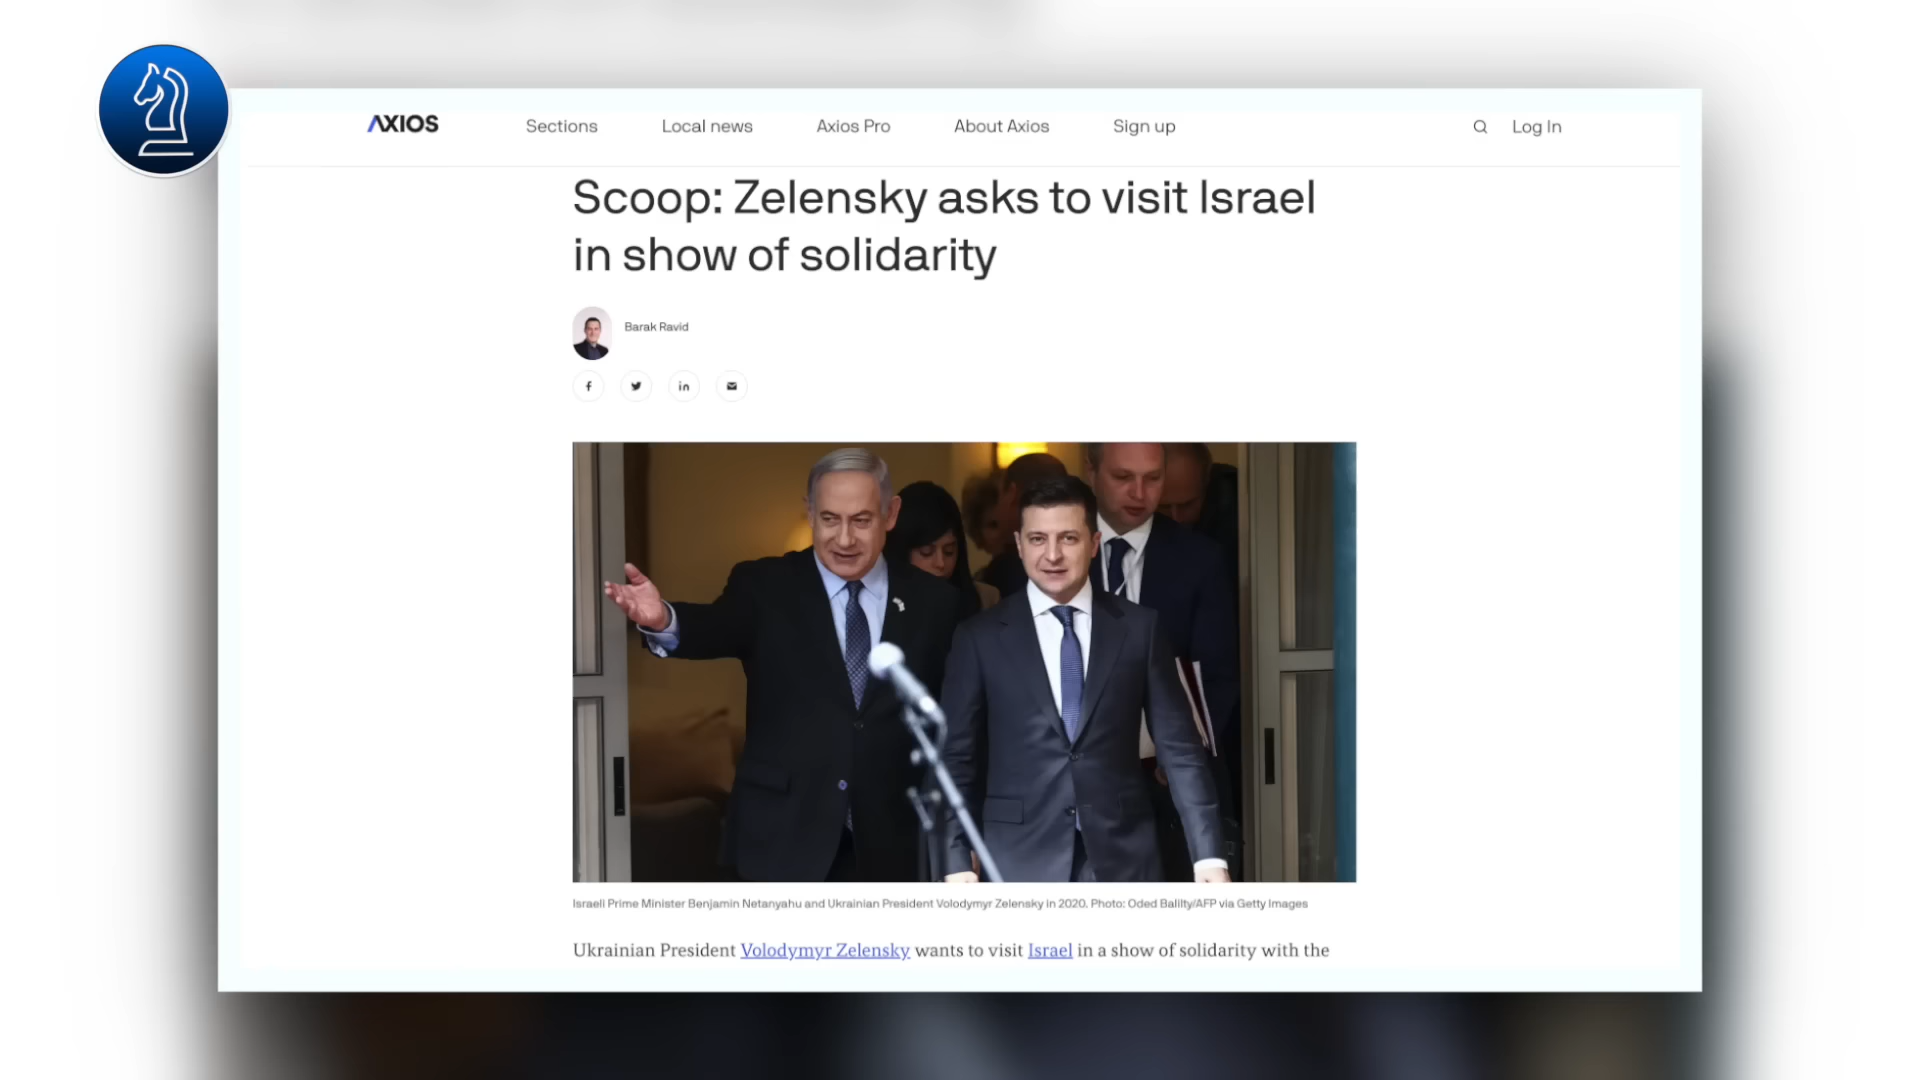 AXIOS
Sections
Local news
Axios Pro
About Axios
Sign up
Log In
Scoop: Zelensky asks to visit Israel
in show of solidarity
Barak Ravid
Israeli Prime Minister Benjamin Netanyahu and Ukrainian President Volodymyr Zelensky in 2020. Photo: Oded Balilty/AFP via Getty Images
Ukrainian President Volodymyr Zelensky wants to visit Israel in a show of solidarity with the